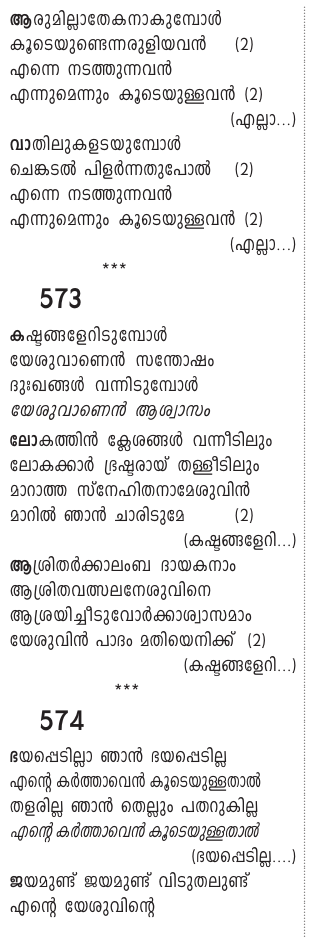 ആരുമില്ലാതേകനാകുമ്പോൾ
കൂടെയുണ്ടെന്നരുളിയവൻ (2)
എന്നെ നടത്തുന്നവൻ
എന്നുമെന്നും കൂടെയുള്ളവൻ (2)
(എല്ലാ...)
വാതിലുകളടയുമ്പോൾ
ചെങ്കടൽ പിളർന്നതുപോൽ (2)
എന്നെ നടത്തുന്നവൻ
എന്നുമെന്നും കൂടെയുള്ളവൻ (2)
(എല്ലാ...)
***
573
കഷ്ടങ്ങളേറിടുമ്പോൾ
യേശുവാണെൻ സന്തോഷം
ദുഃഖങ്ങൾ വന്നിടുമ്പോൾ
യേശുവാണെൻ ആശ്വാസം
ലോകത്തിൻ ക്ലേശങ്ങൾ വന്നീടിലും
ലോകക്കാർ ഭ്രഷ്ടരായ് തള്ളീടിലും
മാറാത്ത സ്നേഹിതനാമേശുവിൻ
മാറിൽ ഞാൻ ചാരിടുമേ (2)
(കഷ്ടങ്ങളേറി...)
ആശ്രിതർക്കാലംബ ദായകനാം
ആശ്രിതവത്സലനേശുവിനെ
ആശ്രയിച്ചീടുവോർക്കാശ്വാസമാം
യേശുവിൻ പാദം മതിയെനിക്ക് (2)
(കഷ്ടങ്ങളേറി...)
***
574
ഭയപ്പെടില്ലാ ഞാൻ ഭയപ്പെടില്ല
എന്റെ കർത്താവെൻ കൂടെയുള്ളതാൽ
തളരില്ല ഞാൻ തെല്ലും പതറുകില്ല
എന്റെ കർത്താവെൻ കൂടെയുള്ളതാൽ
(ഭയപ്പെടില്ല....)
ജയമുണ്ട് ജയമുണ്ട് വിടുതലുണ്ട്
എന്റെ യേശുവിന്റെ